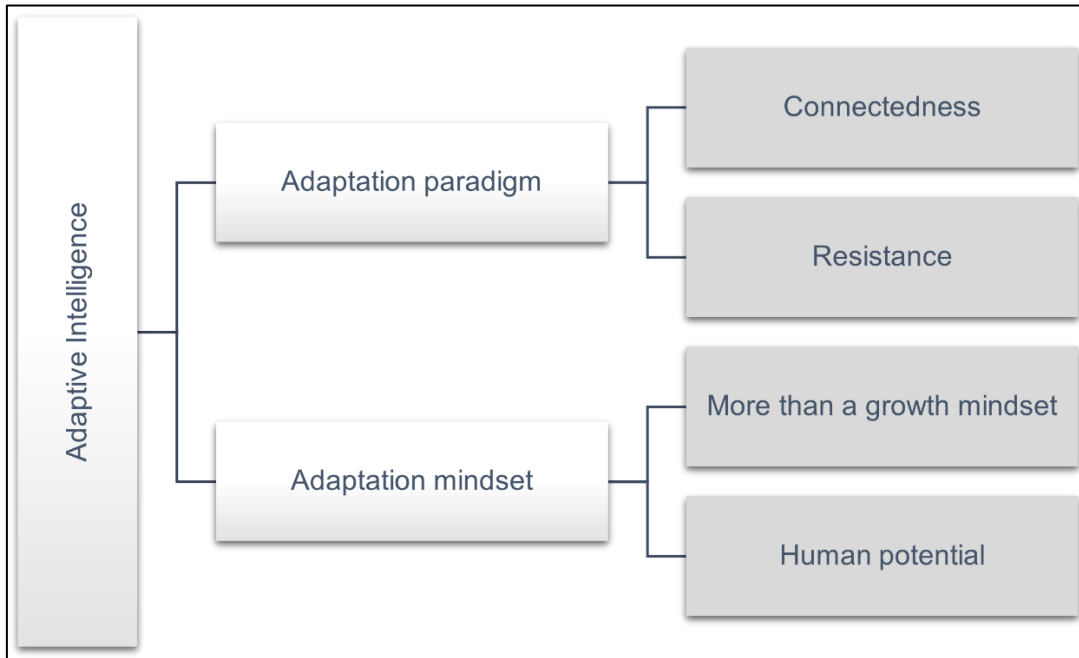 Adaptive Intelligence
Adaptation paradigm
Connectedness
Resistance
Adaptation mindset
More than a growth mindset
Human potential